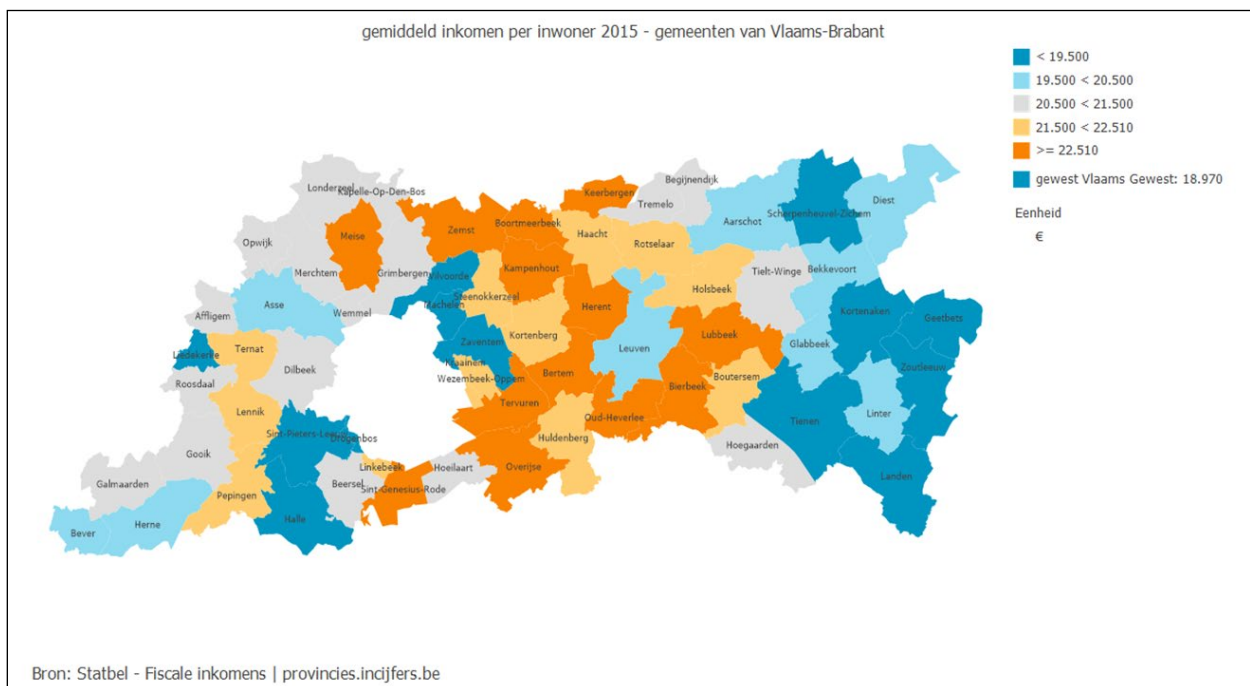 gemiddeld inkomen per inwoner 2015 - gemeenten van Vlaams-Brabant
< 19.500
19.500 < 20.500
20.500 < 21.500
21.500 < 22.510
>= 22.510
gewest Vlaams Gewest: 18.970
Eenheid
€
Londerzeel
Kapelle-Op-Den-Bos
Keerbergen
Begijnendijk
Tremelo
Diest
Aarschot
Scherpenheuvel-Zichem
Meise
Zemst
Boortmeerbeek
Haacht
Rotselaar
Opwijk
Merchtem
Grimbergen
Vilvoorde
Kampenhout
Tielt-Winge
Bekkevoort
Holsbeek
Steenokkerzeel
Asse
Machelen
Herent
Affligem
Wemmel
Kortenaken
Geetbets
Lubbeek
Kortenberg
Zaventem
Leuven
Glabbeek
Liedekerke
Ternat
Dilbeek
Kraainem
Zoutleeuw
Roosdaal
Wezembeek-Oppem
Bertem
Bierbeek
Boutersem
Tervuren
Lennik
Oud-Heverlee
Tienen
Linter
Sint-Pieters-Leeuw
Drogenbos
Huldenberg
Hoegaarden
Gooik
Linkebeek
Hoeilaart
Overijse
Landen
Galmaarden
Beersel
Sint-Genesius-Rode
Pepingen
Halle
Herne
Bever
Bron: Statbel - Fiscale inkomens | provincies.incijfers.be